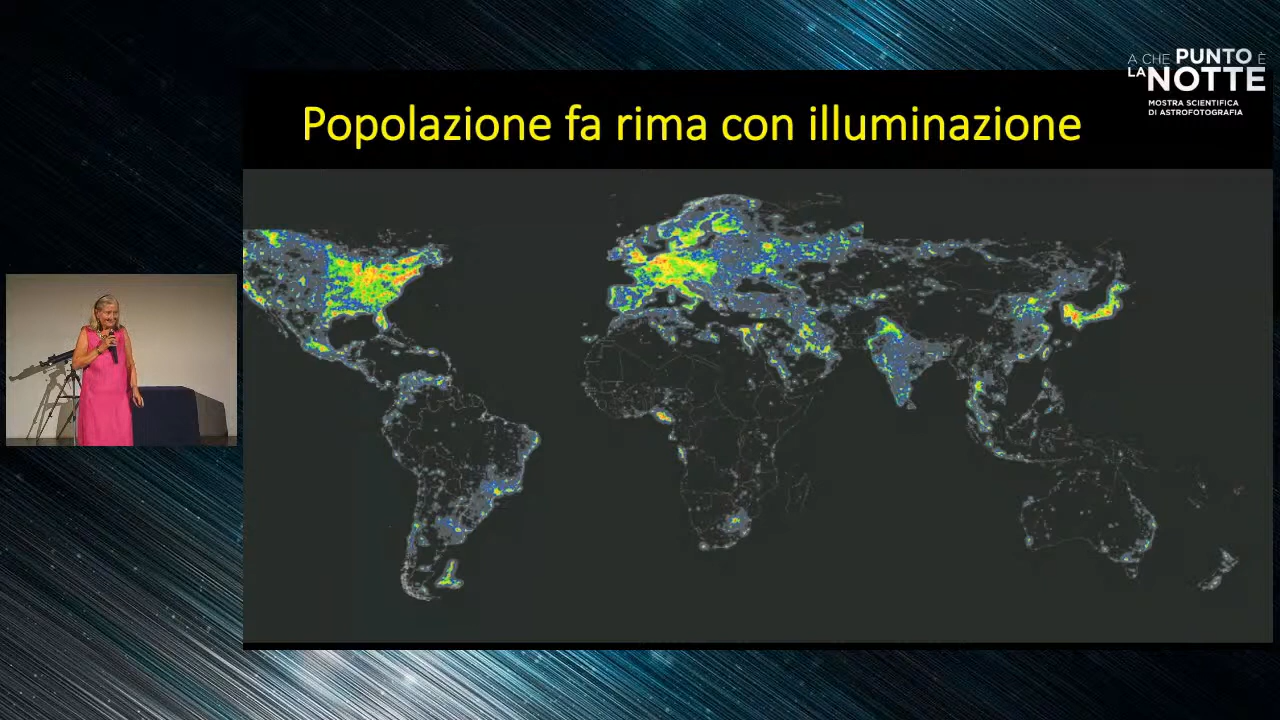 A CHE PUNTO È
LA NOTTE
MOSTRA SCIENTIFICA
DI ASTROFOTOGRAFIA
Popolazione fa rima con illuminazione